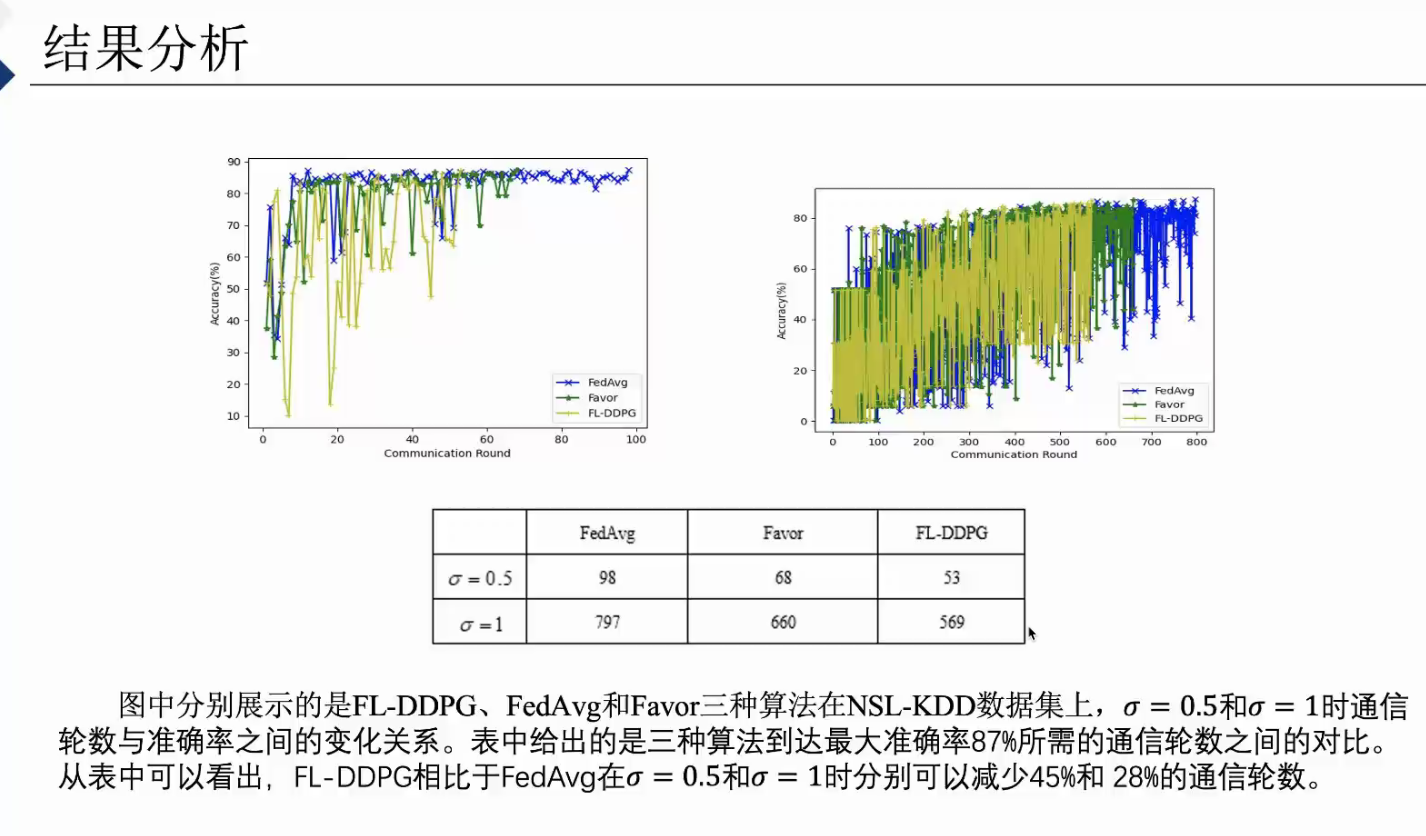 结果分析
90
80
70
60
50
40
30
20
10
Accuracy(%)
0 20 40 60 80 100
Communication Round
FedAvg
Favor
FL-DDPG
80
60
40
20
0
Accuracy(%)
0 100 200 300 400 500 600 700 800
Communication Round
FedAvg
Favor
FL-DDPG
FedAvg Favor FL-DDPG
σ = 0.5 98 68 53
σ =1 797 660 569
图中分别展示的是FL-DDPG、FedAvg和Favor三种算法在NSL-KDD数据集上，σ = 0.5和σ = 1时通信
轮数与准确率之间的变化关系。表中给出的是三种算法到达最大准确率87%所需的通信轮数之间的对比。
从表中可以看出，FL-DDPG相比于FedAvg在σ = 0.5和σ = 1时分别可以减少45%和 28%的通信轮数。